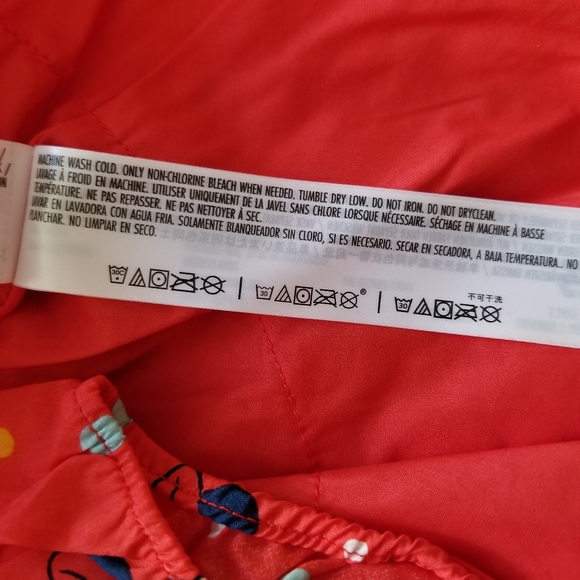 MACHINE WASH COLD. ONLY NON-CHLORINE BLEACH WHEN NEEDED. TUMBLE DRY LOW. DO NOT IRON. DO NOT DRYCLEAN.
LAVAGE À FROID EN MACHINE. UTILISER UNIQUEMENT DE LA JAVEL SANS CHLORE LORSQUE NÉCESSAIRE. SÉCHAGE EN MACHINE À BASSE
TEMPÉRATURE. NE PAS REPASSER. NE PAS NETTOYER À SEC.
LAVAR EN LAVADORA CON AGUA FRIA. SOLAMENTE BLANQUEADOR SIN CLORO, SI ES NECESARIO. SECAR EN SECADORA, A BAJA TEMPERATURA.. NO
PLANCHAR. NO LIMPIAR EN SECO.
不可干洗
30C | 30 ® | 30